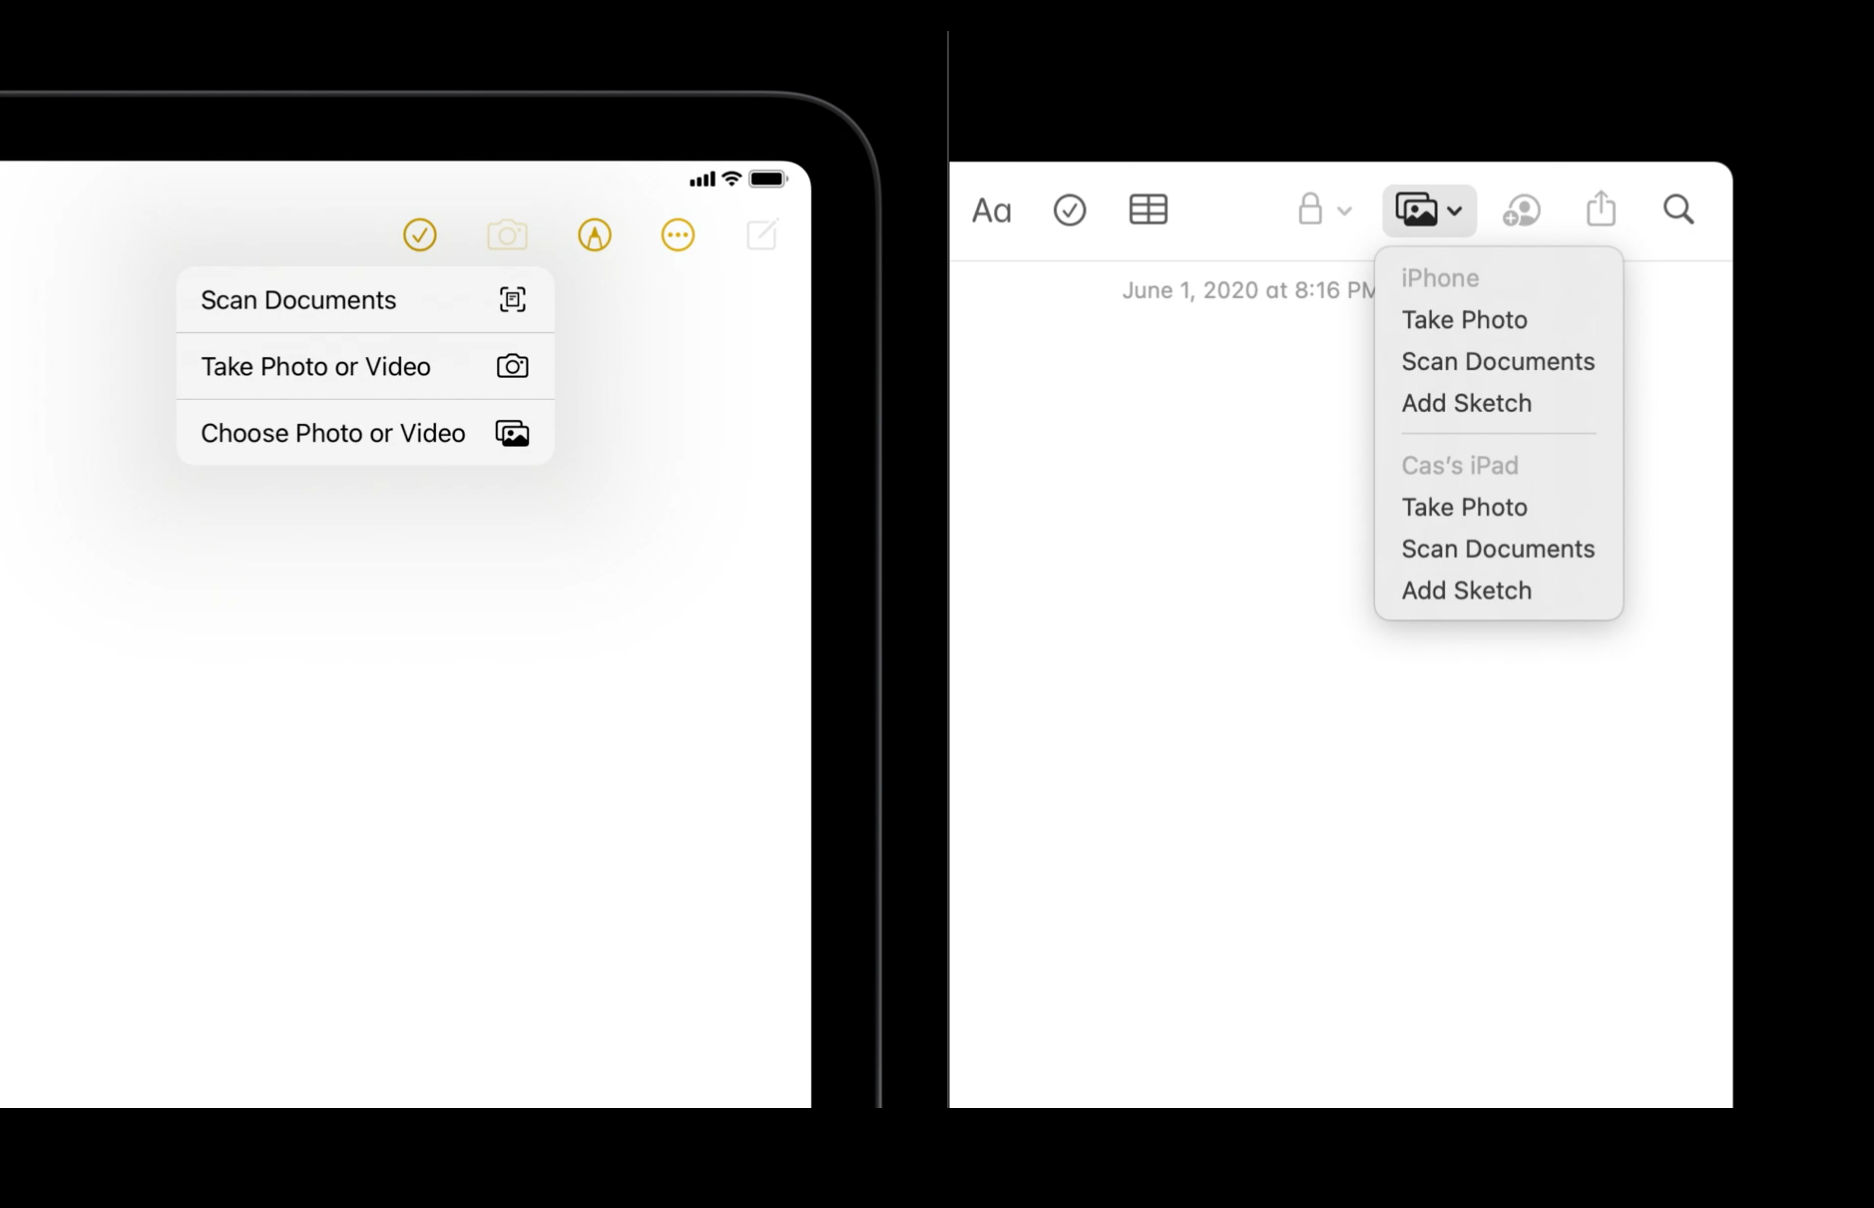 Scan Documents
Take Photo or Video
Choose Photo or Video
Aa
June 1, 2020 at 8:16 PM
iPhone
Take Photo
Scan Documents
Add Sketch
Cas’s iPad
Take Photo
Scan Documents
Add Sketch